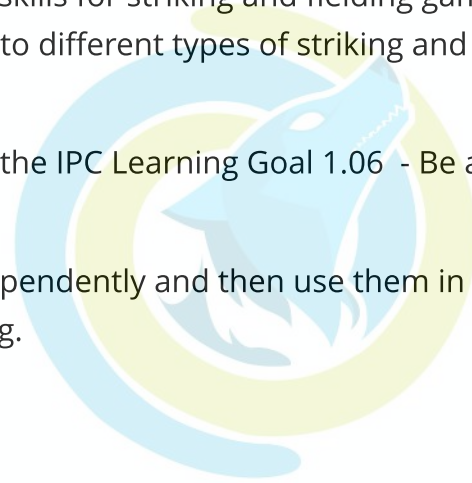 skills for striking and fielding
to different types of striking and
the IPC Learning Goal 1.06 - Be
pendently and then use them in
g.